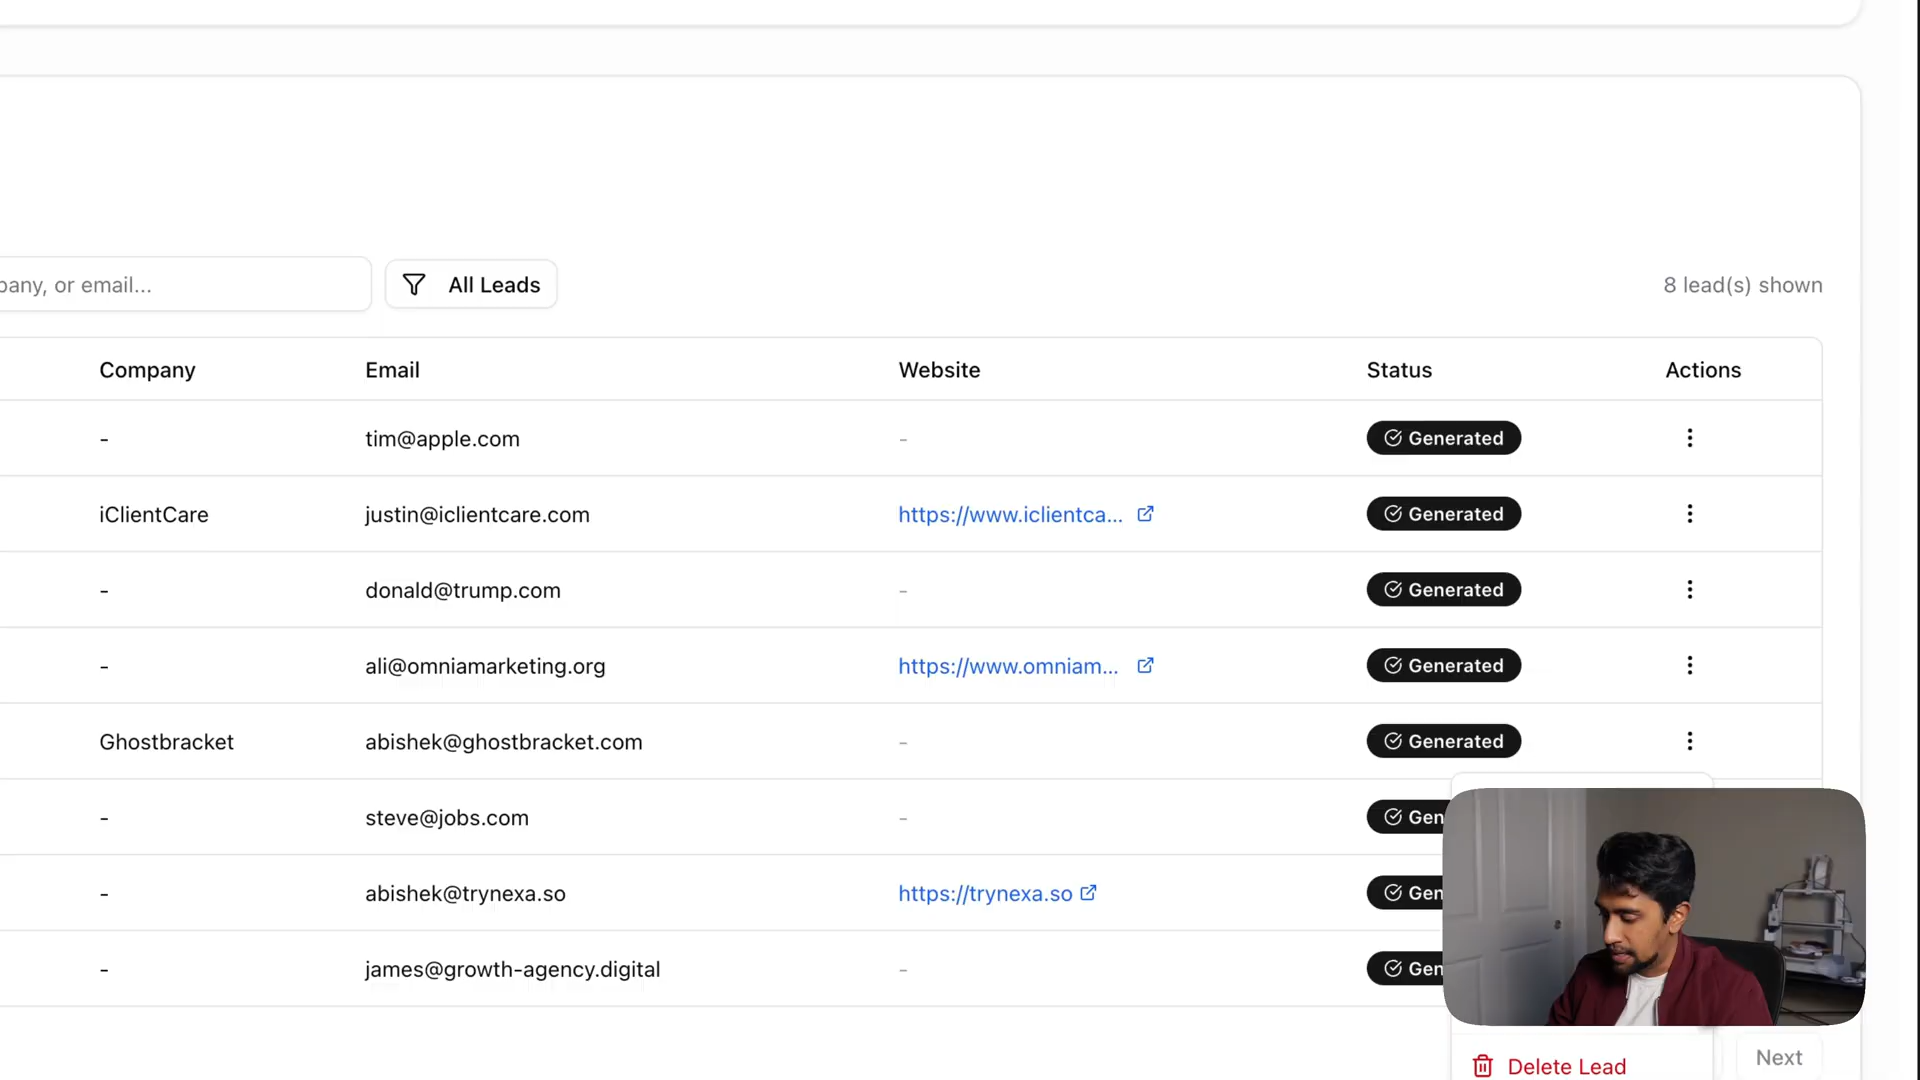 pany, or email...
All Leads
8 lead(s) shown
Company Email Website Status Actions
- tim@apple.com - Generated
iClientCare justin@iclientcare.com https://www.iclientca... Generated
- donald@trump.com - Generated
- ali@omniamarketing.org https://www.omniam... Generated
Ghostbracket abishek@ghostbracket.com - Generated
- steve@jobs.com - Gen
- abishek@trynexa.so https://trynexa.so Gen
- james@growth-agency.digital - Gen
Delete Lead
Next